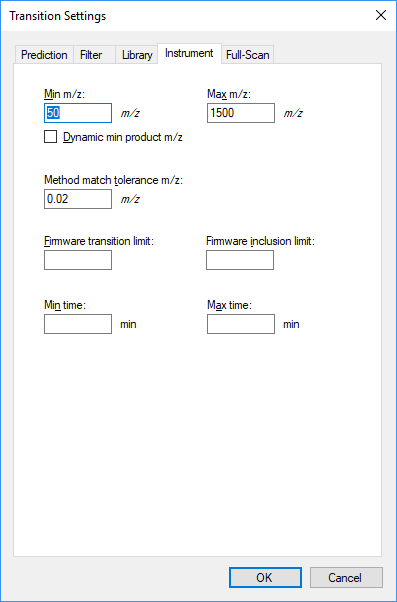 Transition Settings
Prediction Filter Library Instrument Full-Scan
Min m/z: Max m/z:
50 m/z 1500 m/z
Dynamic min product m/z
Method match tolerance m/z:
0.02 m/z
Firmware transition limit: Firmware inclusion limit:
Min time: Max time:
min min
OK Cancel